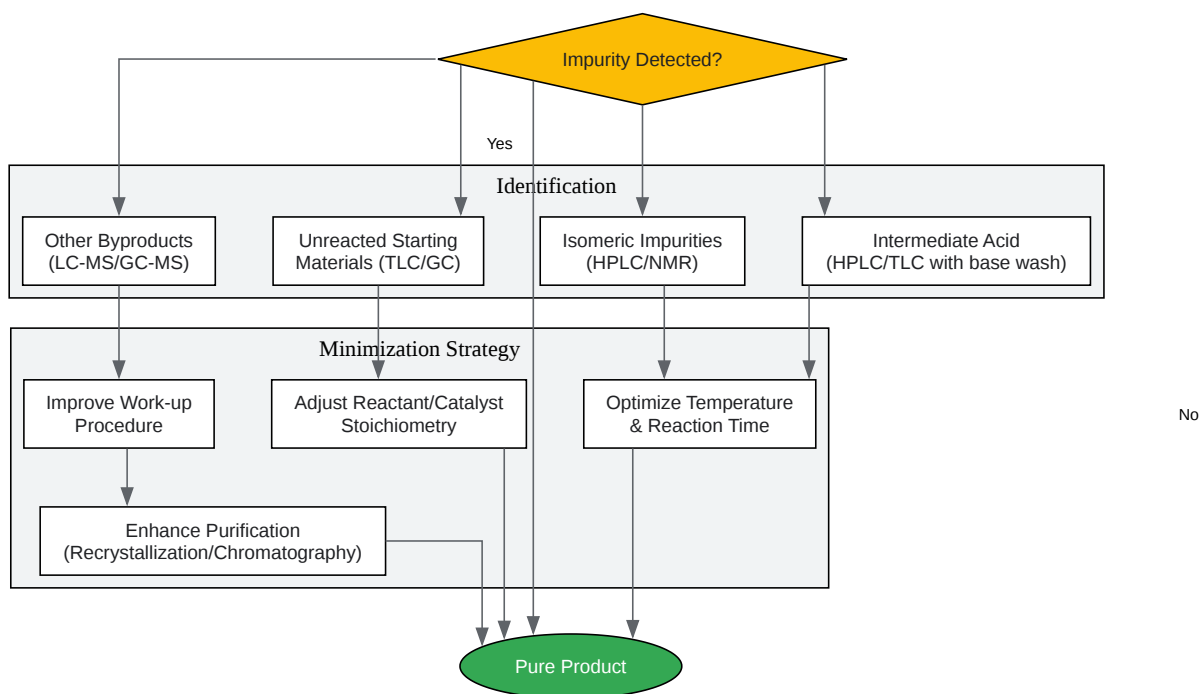 Impurity Detected?
Yes
Identification
Other Byproducts
(LC-MS/GC-MS)
Unreacted Starting
Materials (TLC/GC)
Isomeric Impurities
(HPLC/NMR)
Intermediate Acid
(HPLC/TLC with base wash)
Minimization Strategy
Improve Work-up
Procedure
Adjust Reactant/Catalyst
Stoichiometry
Optimize Temperature
& Reaction Time
No
Enhance Purification
(Recrystallization/Chromatography)
Pure Product